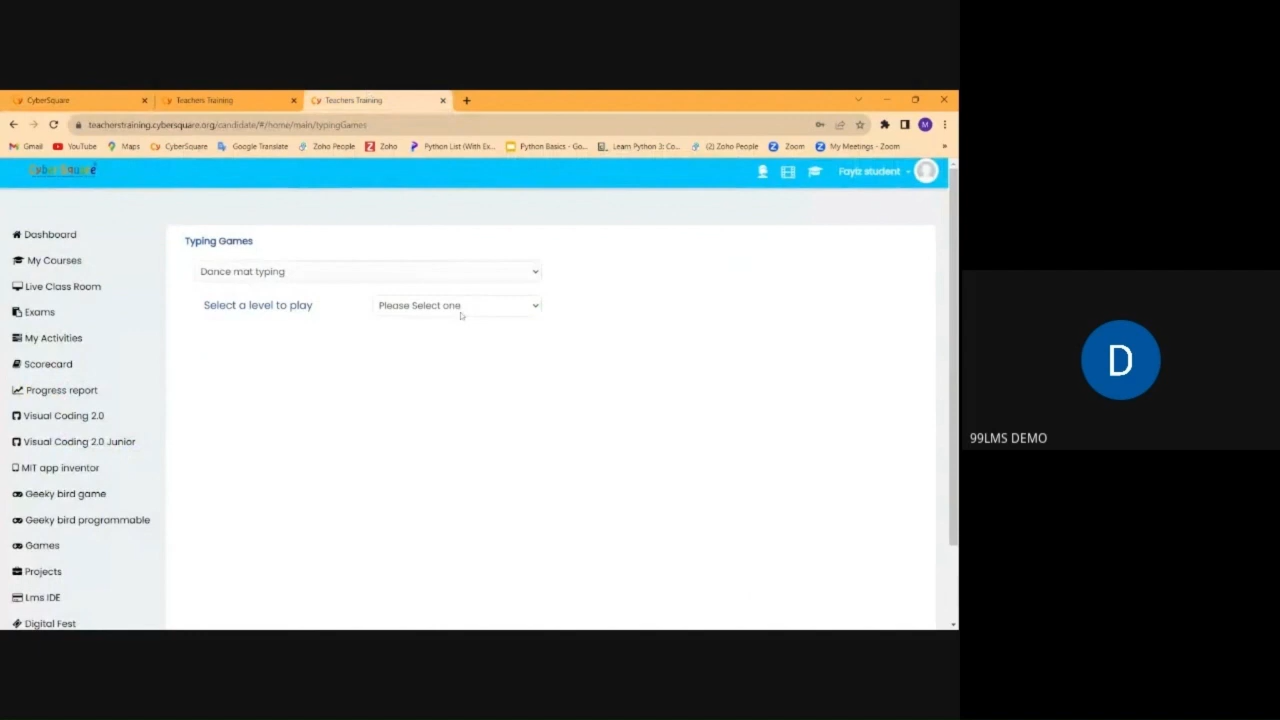 CyberSquare
Teachers Training
Teachers Training
teacherstraining.cybersquare.org/candidate/#/home/main/typingGames
M
Gmail YouTube Maps CyberSquare Google Translate Zoho People Zoho Python List (With Ex... Python Basics - Go... Learn Python 3: Co... (2) Zoho People Zoom My Meetings - Zoom »
CyberSquare
Fayiz student
Dashboard
My Courses
Live Class Room
Exams
My Activities
Scorecard
Progress report
Visual Coding 2.0
Visual Coding 2.0 Junior
MIT app inventor
Geeky bird game
Geeky bird programmable
Games
Projects
Lms IDE
Digital Fest
Typing Games
Dance mat typing
Select a level to play Please Select one
D
99LMS DEMO